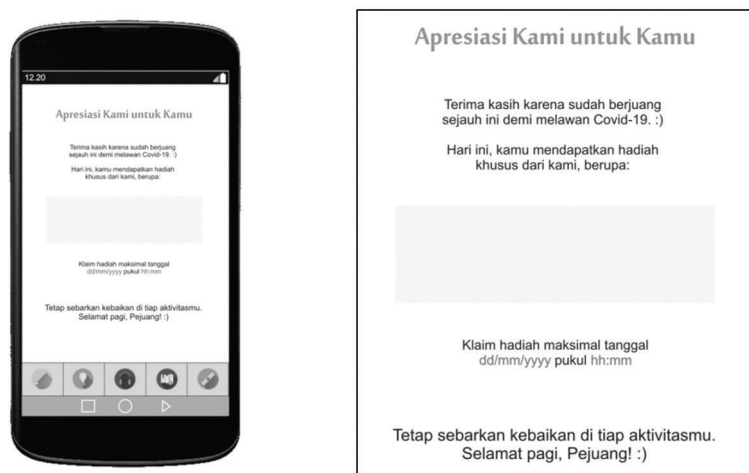 12.20
Apresiasi Kami untuk Kamu
Terima kasih karena sudah berjuang
sejauh ini demi melawan Covid-19. :)
Hari ini, kamu mendapatkan hadiah
khusus dari kami, berupa:
Klaim hadiah maksimal tanggal
dd/mm/yyyy pukul hh:mm
Tetap sebarkan kebaikan di tiap aktivitasmu.
Selamat pagi, Pejuang! :)
Apresiasi Kami untuk Kamu
Terima kasih karena sudah berjuang
sejauh ini demi melawan Covid-19. :)
Hari ini, kamu mendapatkan hadiah
khusus dari kami, berupa:
Klaim hadiah maksimal tanggal
dd/mm/yyyy pukul hh:mm
Tetap sebarkan kebaikan di tiap aktivitasmu.
Selamat pagi, Pejuang! :)